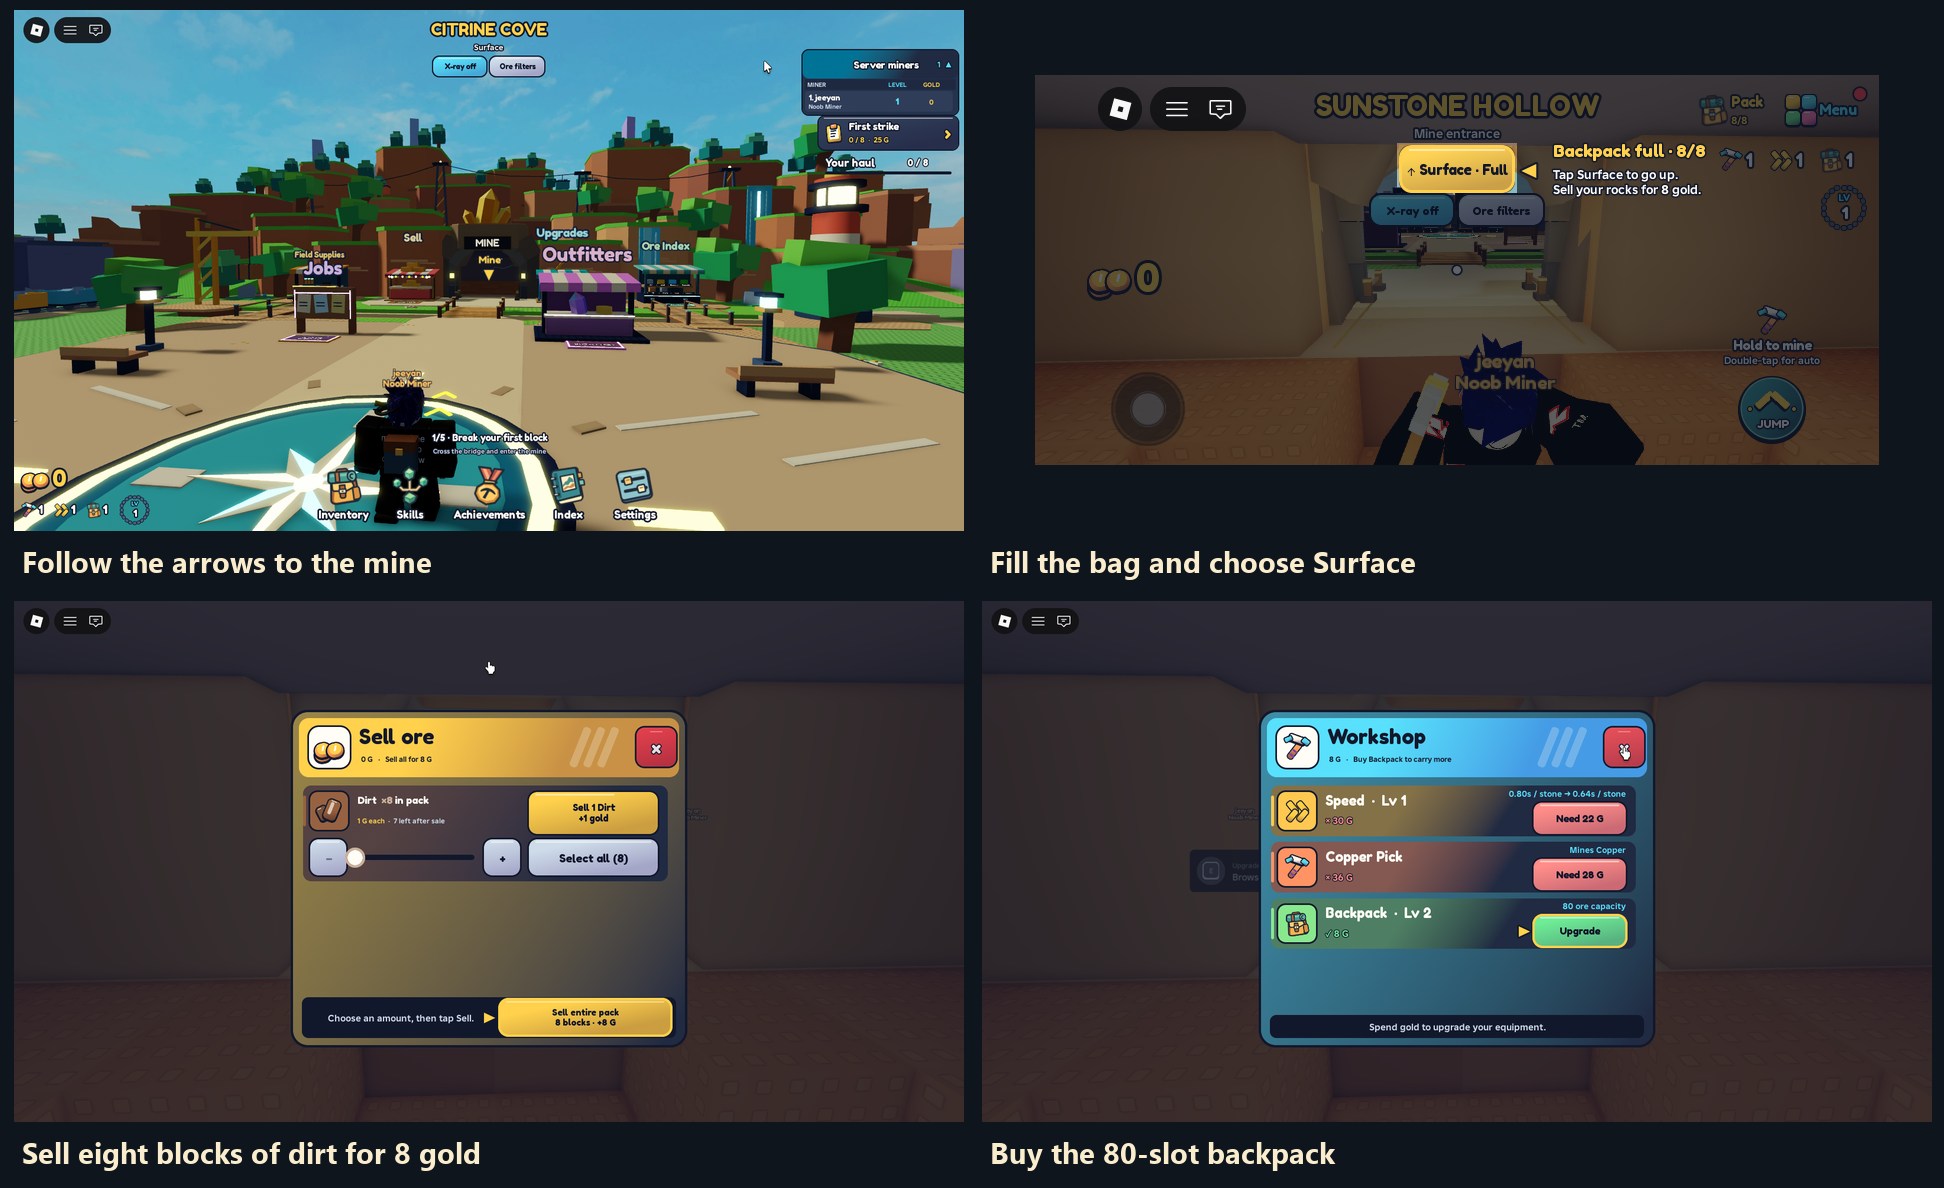 CITRINE COVE
Surface
X-ray off
Ore filters
Server miners
1 ▲
MINER
LEVEL
GOLD
1. jeeyan
Noob Miner
1
0
First strike
0 / 8 · 25 G
Your haul
0 / 8
Field Supplies
Jobs
Sell
MINE
Mine
Upgrades
Outfitters
Ore Index
jeeyan
Noob Miner
1/5 · Break your first block
Cross the bridge and enter the mine
0
1
1
1
LV
1
Inventory
Skills
Achievements
Index
Settings
Follow the arrows to the mine
SUNSTONE HOLLOW
Mine entrance
Pack
8/8
Menu
↑ Surface · Full
Backpack full · 8/8
Tap Surface to go up.
Sell your rocks for 8 gold.
1
1
1
X-ray off
Ore filters
LV
1
0
Hold to mine
Double-tap for auto
jeeyan
Noob Miner
JUMP
Fill the bag and choose Surface
Sell ore
0 G · Sell all for 8 G
Dirt ×8 in pack
1 G each · 7 left after sale
Sell 1 Dirt
+1 gold
−
+
Select all (8)
Choose an amount, then tap Sell.
Sell entire pack
8 blocks · +8 G
Sell eight blocks of dirt for 8 gold
Workshop
8 G · Buy Backpack to carry more
Speed · Lv 1
× 30 G
0.80s / stone → 0.64s / stone
Need 22 G
Copper Pick
× 36 G
Mines Copper
Need 28 G
Backpack · Lv 2
✓ 8 G
80 ore capacity
Upgrade
Spend gold to upgrade your equipment.
Buy the 80-slot backpack